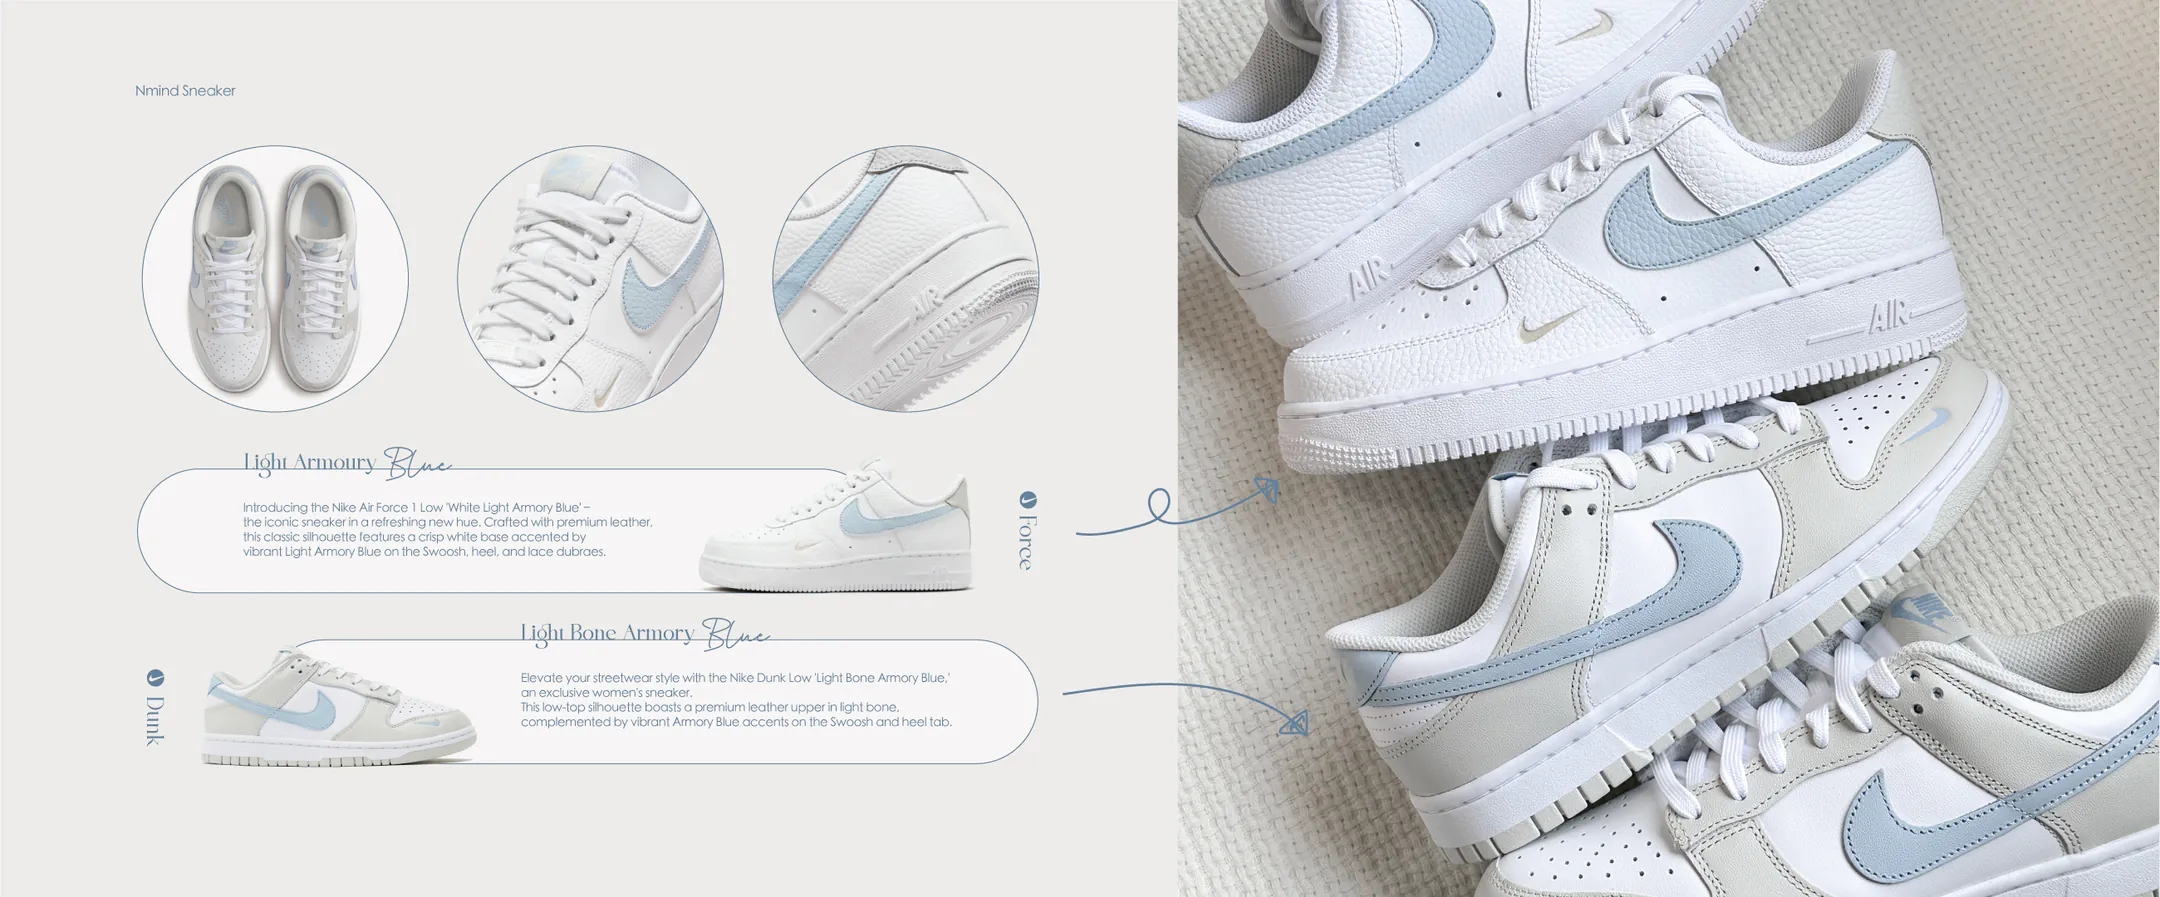 Nmind Sneaker
AIR
Light Armoury Blue
Introducing the Nike Air Force 1 Low 'White Light Armory Blue' –
the iconic sneaker in a refreshing new hue. Crafted with premium leather,
this classic silhouette features a crisp white base accented by
vibrant Light Armory Blue on the Swoosh, heel, and lace dubraes.
Force
Light Bone Armory Blue
Elevate your streetwear style with the Nike Dunk Low 'Light Bone Armory Blue,'
an exclusive women's sneaker.
This low-top silhouette boasts a premium leather upper in light bone,
complemented by vibrant Armory Blue accents on the Swoosh and heel tab.
Dunk
AIR
AIR
NIKE